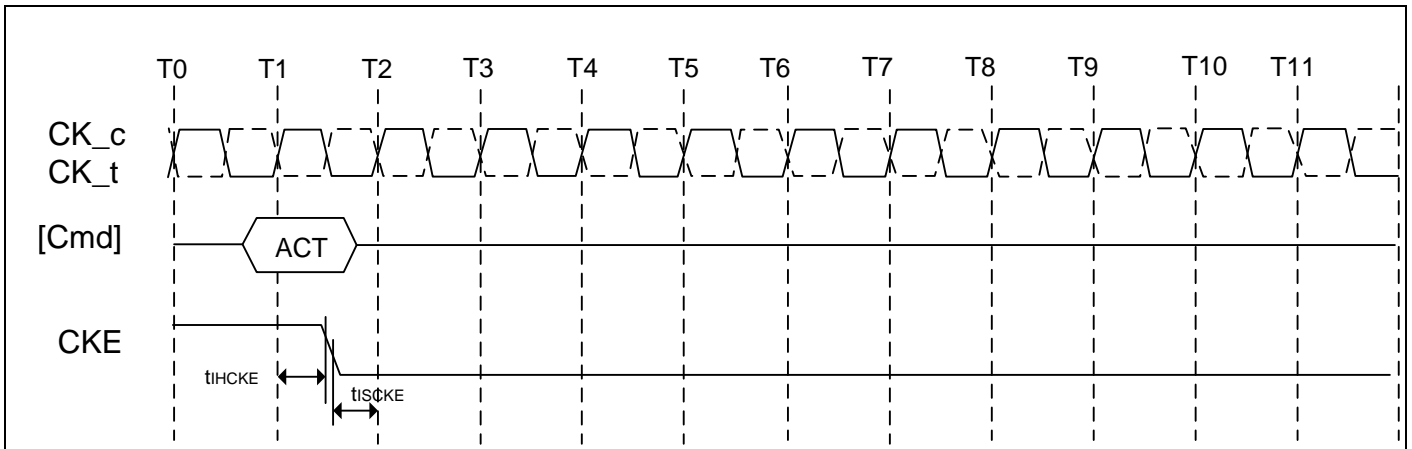 T0 T1 T2 T3 T4 T5 T6 T7 T8 T9 T10 T11
CK_c
CK_t
[Cmd] ACT
CKE
tIHCKE
tISCKE